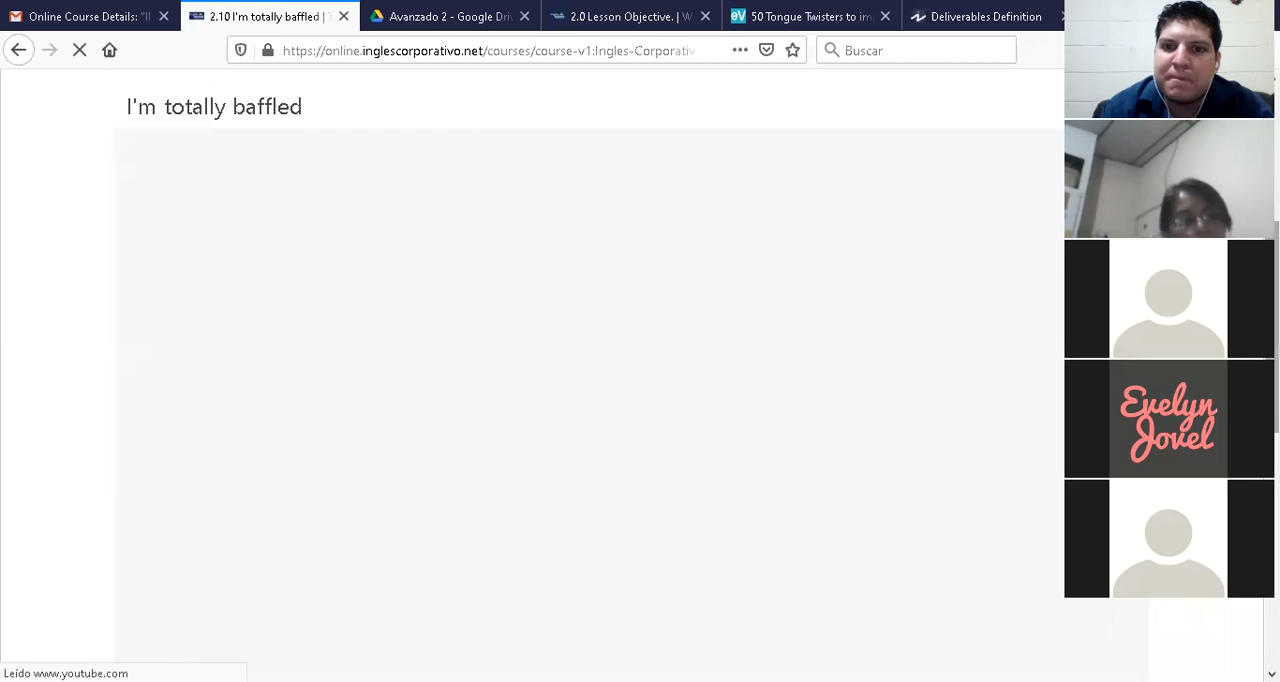 Online Course Details: "I
2.10 I'm totally baffled |
Avanzado 2 - Google Dri
2.0 Lesson Objective. | W
50 Tongue Twisters to im
Deliverables Definition
https://online.inglescorporativo.net/courses/course-v1:Ingles-Corporativ
Buscar
I'm totally baffled
Evelyn
Jovel
Leído www.youtube.com